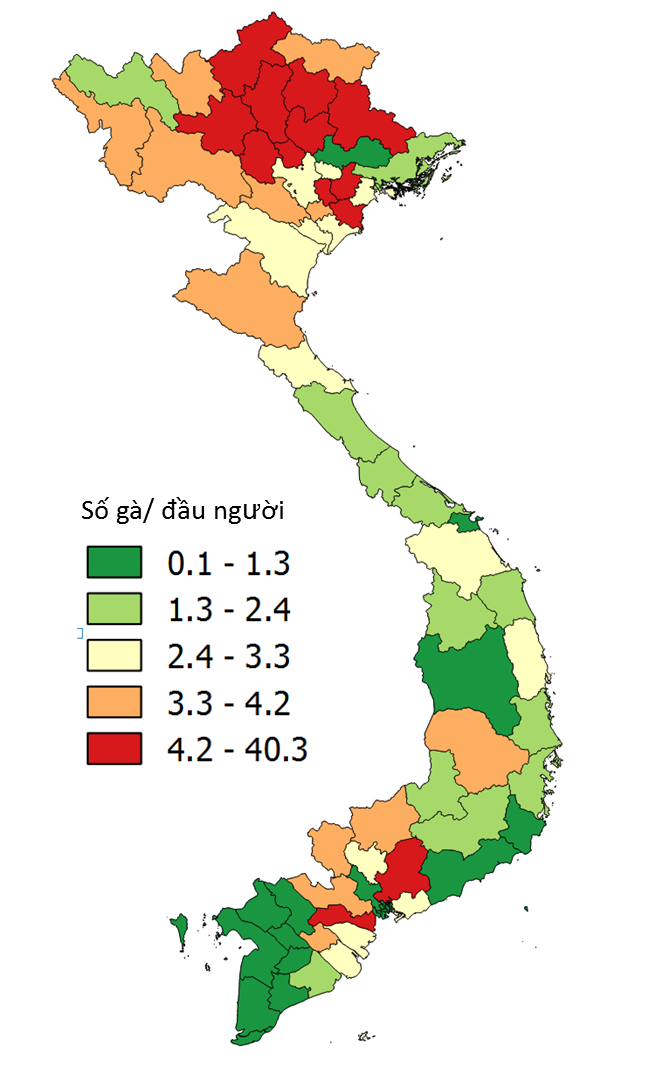 Số gà/ đầu người
0.1 - 1.3
1.3 - 2.4
2.4 - 3.3
3.3 - 4.2
4.2 - 40.3